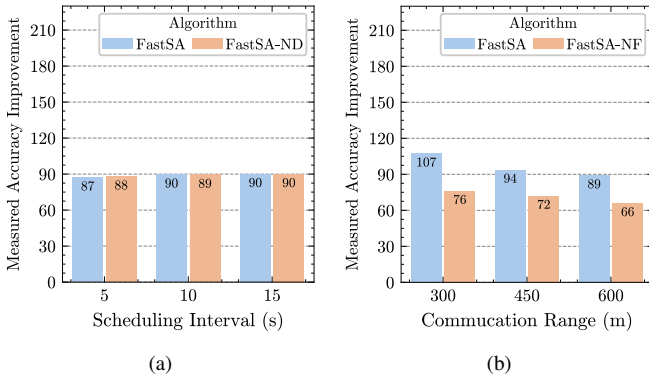 Algorithm
FastSA FastSA-ND
Measured Accuracy Improvement
210
180
150
120
90
60
30
0
87 88 90 89 90 90
5 10 15
Scheduling Interval (s)
(a)
Algorithm
FastSA FastSA-NF
Measured Accuracy Improvement
210
180
150
120
90
60
30
0
107 76 94 72 89 66
300 450 600
Commucation Range (m)
(b)